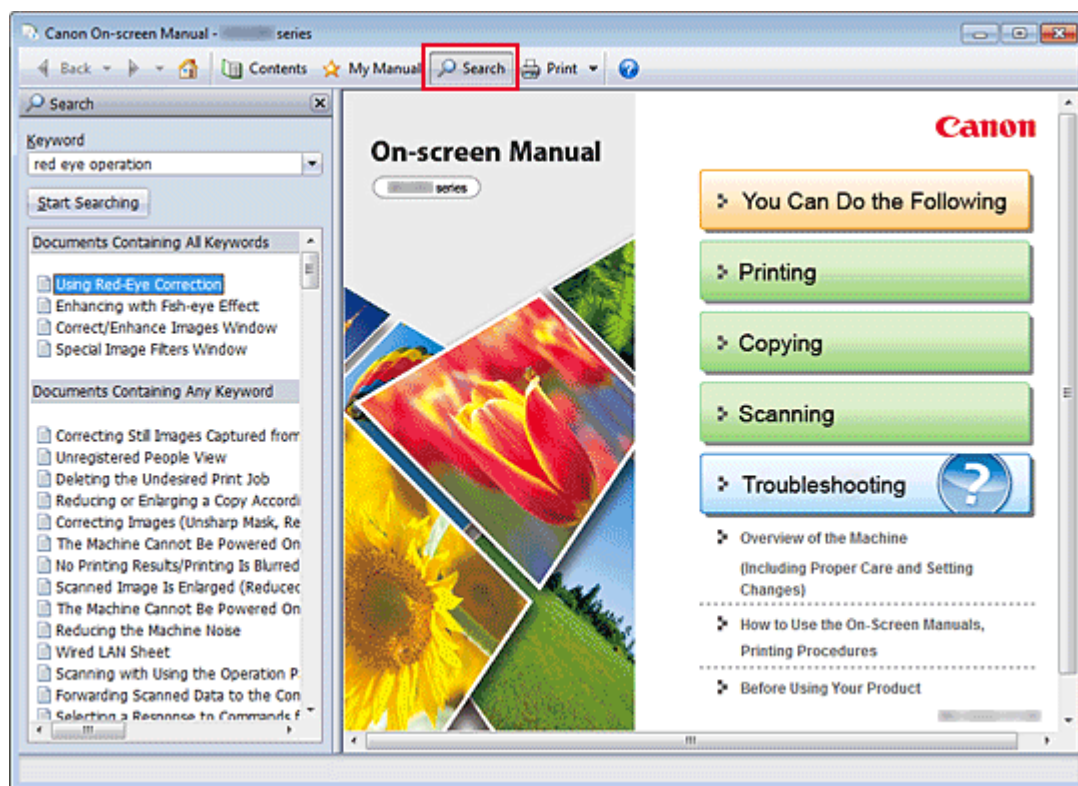 Canon On-screen Manual - series
Back Contents My Manual Search Print
Search
Keyword
red eye operation
Start Searching
Documents Containing All Keywords
Using Red-Eye Correction
Enhancing with Fish-eye Effect
Correct/Enhance Images Window
Special Image Filters Window
Documents Containing Any Keyword
Correcting Still Images Captured from
Unregistered People View
Deleting the Undesired Print Job
Reducing or Enlarging a Copy Accordi
Correcting Images (Unsharp Mask, Re
The Machine Cannot Be Powered On
No Printing Results/Printing Is Blurred
Scanned Image Is Enlarged (Reduced
The Machine Cannot Be Powered On
Reducing the Machine Noise
Wired LAN Sheet
Scanning with Using the Operation P
Forwarding Scanned Data to the Con
Selecting a Response to Commands f
On-screen Manual
series
Canon
You Can Do the Following
Printing
Copying
Scanning
Troubleshooting
?
Overview of the Machine
(Including Proper Care and Setting
Changes)
How to Use the On-Screen Manuals,
Printing Procedures
Before Using Your Product